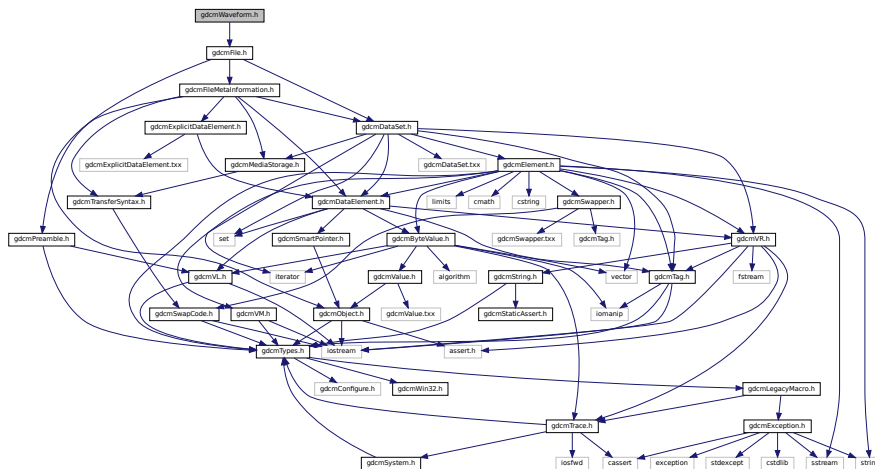 gdcmWaveform.h
gdcmFile.h
gdcmFileMetaInformation.h
gdcmExplicitDataElement.h
gdcmDataSet.h
gdcmExplicitDataElement.txx
gdcmMediaStorage.h
gdcmDataSet.txx
gdcmElement.h
gdcmTransferSyntax.h
gdcmDataElement.h
limits
cmath
cstring
gdcmSwapper.h
gdcmPreamble.h
set
gdcmSmartPointer.h
gdcmByteValue.h
gdcmSwapper.txx
gdcmTag.h
gdcmVR.h
gdcmVL.h
iterator
gdcmValue.h
algorithm
gdcmString.h
vector
gdcmTag.h
fstream
gdcmSwapCode.h
gdcmVM.h
gdcmObject.h
gdcmValue.txx
gdcmStaticAssert.h
iomanip
gdcmTypes.h
iostream
assert.h
gdcmConfigure.h
gdcmWin32.h
gdcmLegacyMacro.h
gdcmTrace.h
gdcmException.h
gdcmSystem.h
iosfwd
cassert
exception
stdexcept
cstdlib
sstream